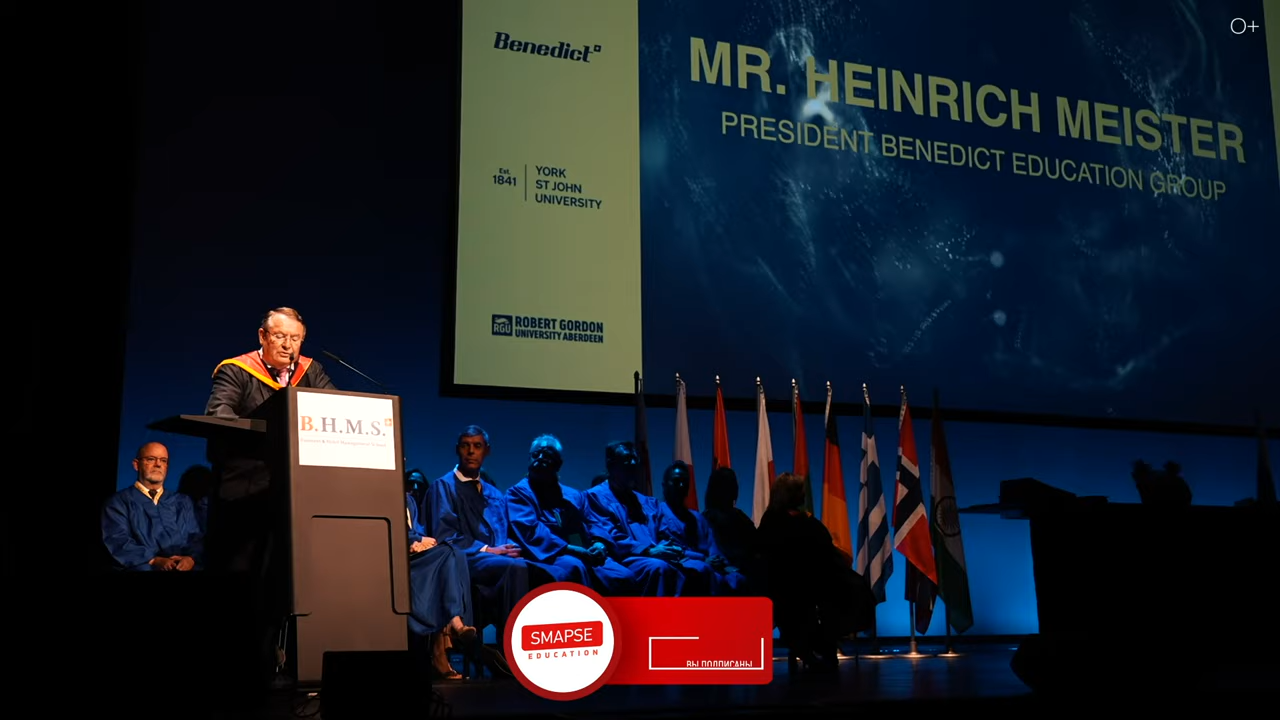 O+
Benedict
MR. HEINRICH MEISTER
PRESIDENT BENEDICT EDUCATION GROUP
Est.
1841
YORK
ST JOHN
UNIVERSITY
RGU
ROBERT GORDON
UNIVERSITY ABERDEEN
B.H.M.S.
SMAPSE
EDUCATION
ВЫ ПОДПИСАНЫ